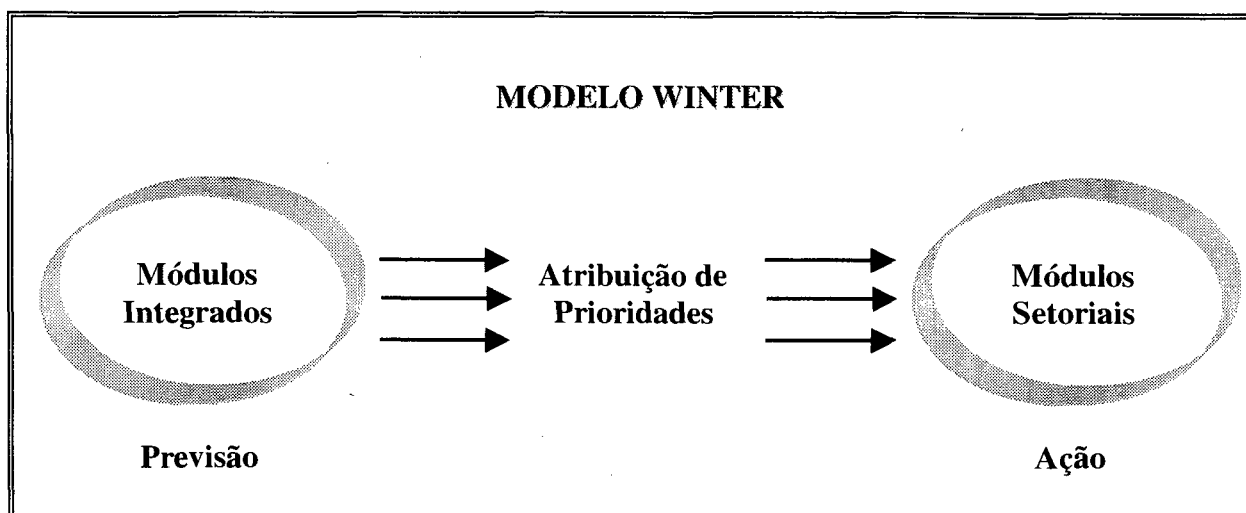 MODELO WINTER
Módulos
Integrados
Atribuição de
Prioridades
Módulos
Setoriais
Previsão
Ação